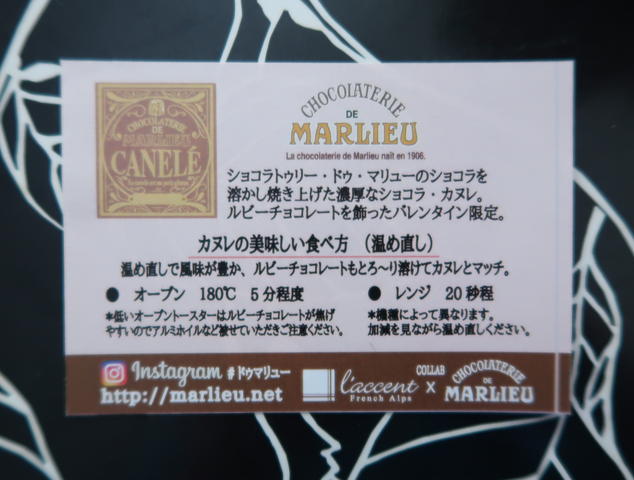 CHOCOLATERIE
DE
MARLIEU
CANELÉ
CHOCOLATERIE
DE
MARLIEU
La chocolaterie de Marlieu naît en 1906.
ショコラトゥリー・ドゥ・マリューのショコラを
溶かし焼き上げた濃厚なショコラ・カヌレ。
ルビーチョコレートを飾ったバレンタイン限定。
カヌレの美味しい食べ方 (温め直し)
温め直しで風味が豊か、ルビーチョコレートもとろ～り溶けてカヌレとマッチ。
● オーブン 180℃ 5分程度
*低いオーブントースターはルビーチョコレートが焦げ
やすいのでアルミホイルなど被せていただきご注意ください。
● レンジ 20秒程
*機種によって異なります。
加減を見ながら温め直しください。
Instagram #ドゥマリュー
http://marlieu.net
l'accent
French Alps
COLLAB
x
CHOCOLATERIE
DE
MARLIEU